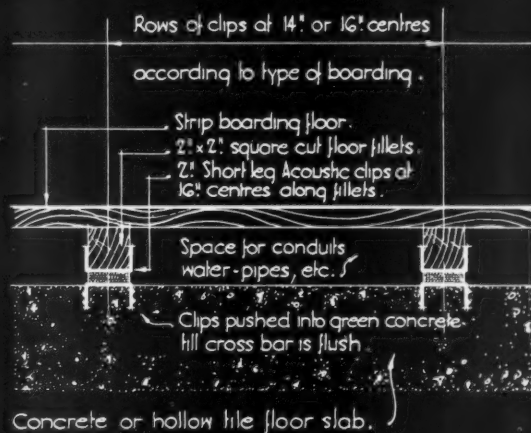 Rows of clips at 14" or 16" centres
according to type of boarding.
Strip boarding floor.
2" x 2" square cut floor fillets.
2" Short leg Acoustic clips at
16" centres along fillets.
Space for conduits
water-pipes, etc.
Clips pushed into green concrete
till cross bar is flush
Concrete or hollow tile floor slab.